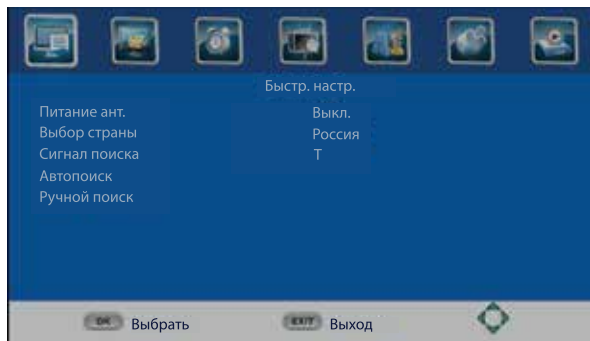 Быстр. настр.
Питание ант. Выкл.
Выбор страны Россия
Сигнал поиска T
Автопоиск
Ручной поиск
OK Выбрать EXIT Выход